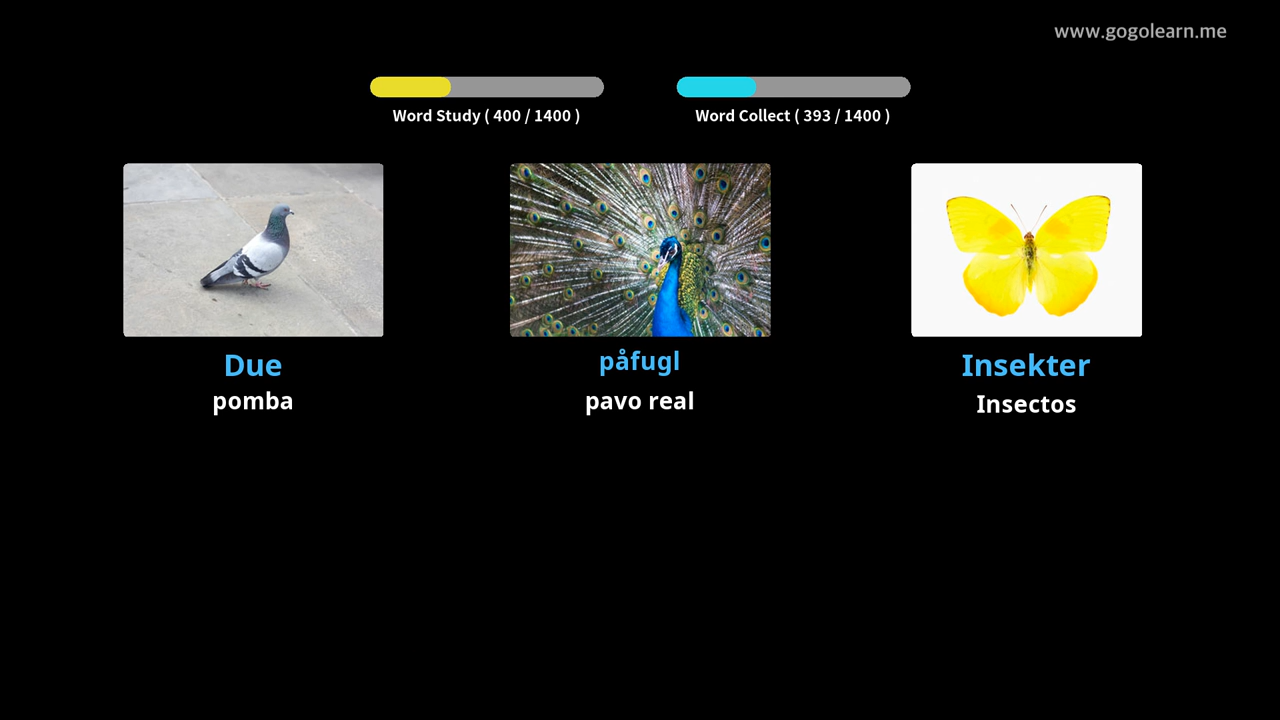 www.gogolearn.me
Word Study ( 400 / 1400 )
Word Collect ( 393 / 1400 )
Due
påfugl
Insekter
pomba
pavo real
Insectos